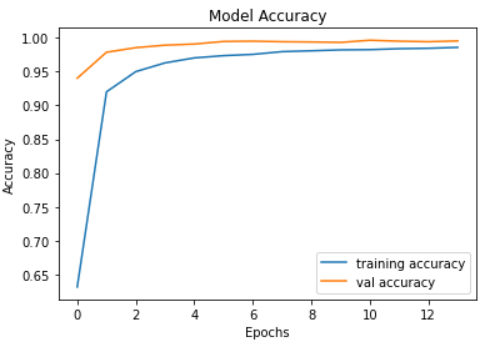 Model Accuracy
1.00
0.95
0.90
0.85
0.80
0.75
0.70
0.65
Accuracy
training accuracy
val accuracy
0 2 4 6 8 10 12
Epochs